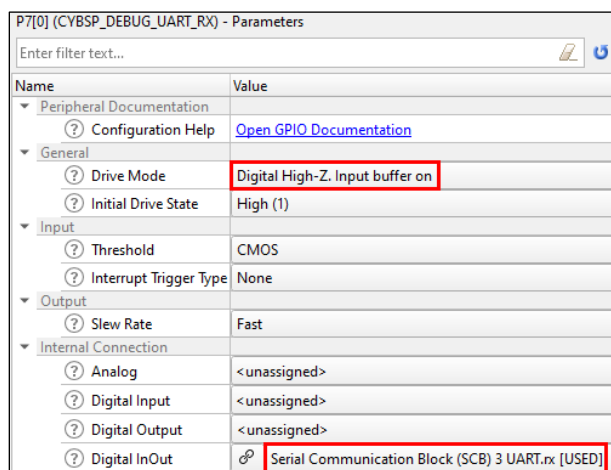 P7[0] (CYBSP_DEBUG_UART_RX) - Parameters
Enter filter text...
Name Value
Peripheral Documentation
Configuration Help Open GPIO Documentation
General
Drive Mode Digital High-Z. Input buffer on
Initial Drive State High (1)
Input
Threshold CMOS
Interrupt Trigger Type None
Output
Slew Rate Fast
Internal Connection
Analog <unassigned>
Digital Input <unassigned>
Digital Output <unassigned>
Digital InOut Serial Communication Block (SCB) 3 UART.rx [USED]